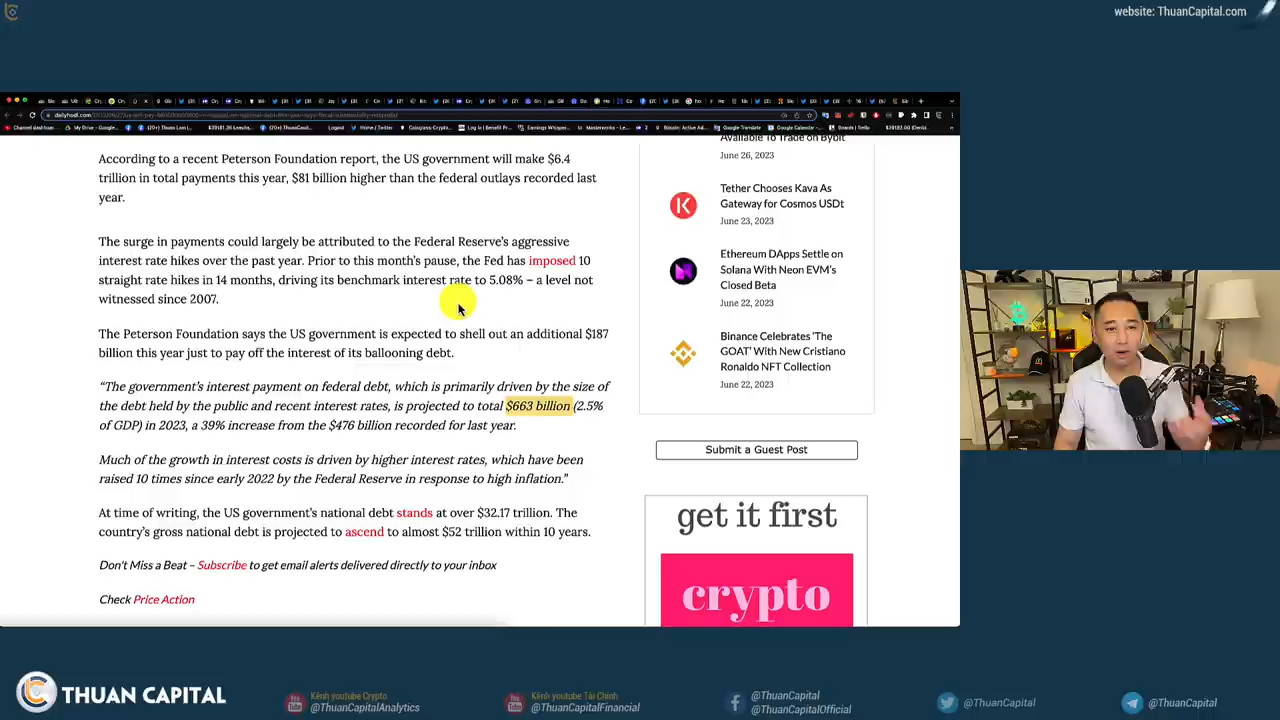 website: ThuanCapital.com
According to a recent Peterson Foundation report, the US government will make $6.4
trillion in total payments this year, $81 billion higher than the federal outlays recorded last
year.
The surge in payments could largely be attributed to the Federal Reserve's aggressive
interest rate hikes over the past year. Prior to this month's pause, the Fed has imposed 10
straight rate hikes in 14 months, driving its benchmark interest rate to 5.08% – a level not
witnessed since 2007.
The Peterson Foundation says the US government is expected to shell out an additional $187
billion this year just to pay off the interest of its ballooning debt.
“The government's interest payment on federal debt, which is primarily driven by the size of
the debt held by the public and recent interest rates, is projected to total $663 billion (2.5%
of GDP) in 2023, a 39% increase from the $476 billion recorded for last year.
Much of the growth in interest costs is driven by higher interest rates, which have been
raised 10 times since early 2022 by the Federal Reserve in response to high inflation.”
At time of writing, the US government's national debt stands at over $32.17 trillion. The
country's gross national debt is projected to ascend to almost $52 trillion within 10 years.
Don't Miss a Beat – Subscribe to get email alerts delivered directly to your inbox
Check Price Action
Available To Trade on Bybit
June 26, 2023
Tether Chooses Kava As
Gateway for Cosmos USDt
June 23, 2023
Ethereum DApps Settle on
Solana With Neon EVM's
Closed Beta
June 22, 2023
Binance Celebrates 'The
GOAT' With New Cristiano
Ronaldo NFT Collection
June 22, 2023
Submit a Guest Post
get it first
crypto
THUAN CAPITAL
Kênh youtube Crypto
@ThuanCapitalAnalytics
Kênh youtube Tài Chính
@ThuanCapitalFinancial
@ThuanCapital
@ThuanCapitalOfficial
@ThuanCapital
@ThuanCapital